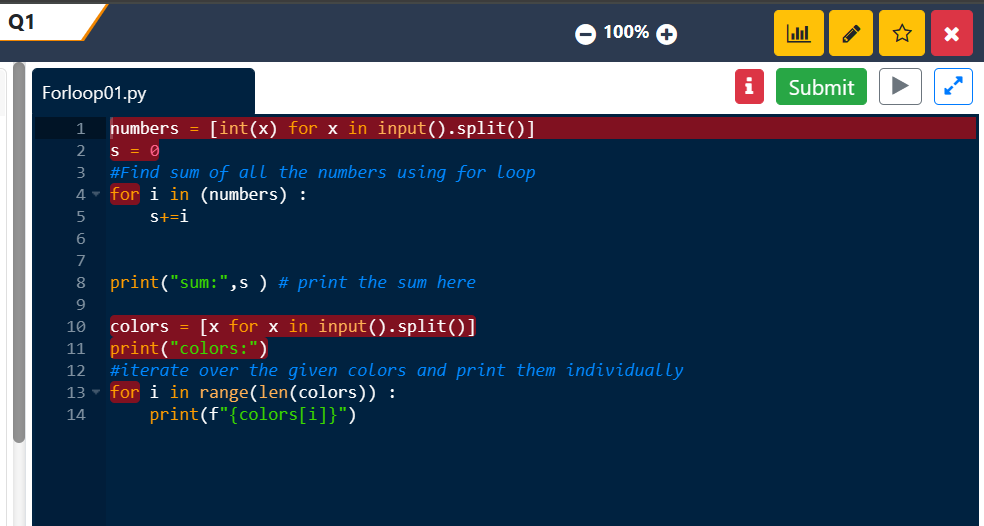 Q1
100%
Forloop01.py
i
Submit
1 numbers = [int(x) for x in input().split()]
2 s = 0
3 #Find sum of all the numbers using for loop
4 for i in (numbers) :
5     s+=i
6
7
8 print("sum:",s ) # print the sum here
9
10 colors = [x for x in input().split()]
11 print("colors:")
12 #iterate over the given colors and print them individually
13 for i in range(len(colors)) :
14     print(f"{colors[i]}")